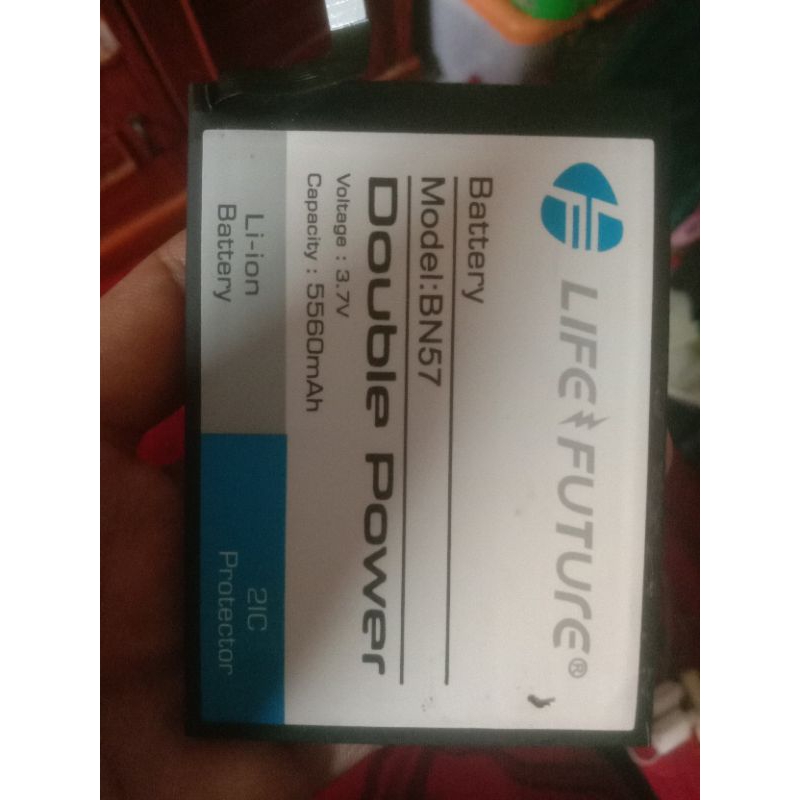 LIFE FUTURE®
Battery
Model:BN57
Double Power
Voltage : 3.7V
Capacity : 5560mAh
Li-ion
Battery
2IC
Protector